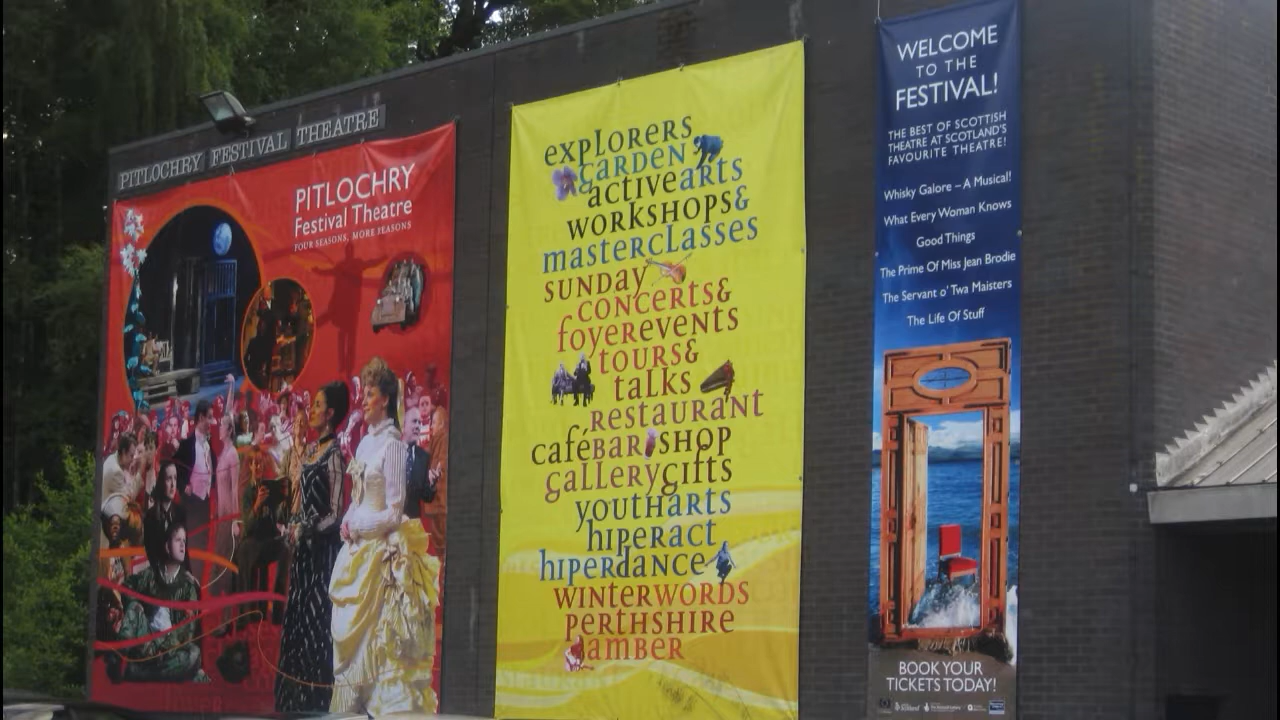 PITLOCHRY FESTIVAL THEATRE
PITLOCHRY
Festival Theatre
FOUR SEASONS, MORE REASONS
explorers
garden
activearts
workshops&
masterclasses
sunday
concerts&
foyerevents
tours&
talks
restaurant
cafébar shop
gallerygifts
youtharts
hiperact
hiperdance
winterwords
perthshire
amber
WELCOME
TO THE
FESTIVAL!
THE BEST OF SCOTTISH
THEATRE AT SCOTLAND'S
FAVOURITE THEATRE!
Whisky Galore – A Musical!
What Every Woman Knows
Good Things
The Prime Of Miss Jean Brodie
The Servant o' Twa Maisters
The Life Of Stuff
BOOK YOUR
TICKETS TODAY!